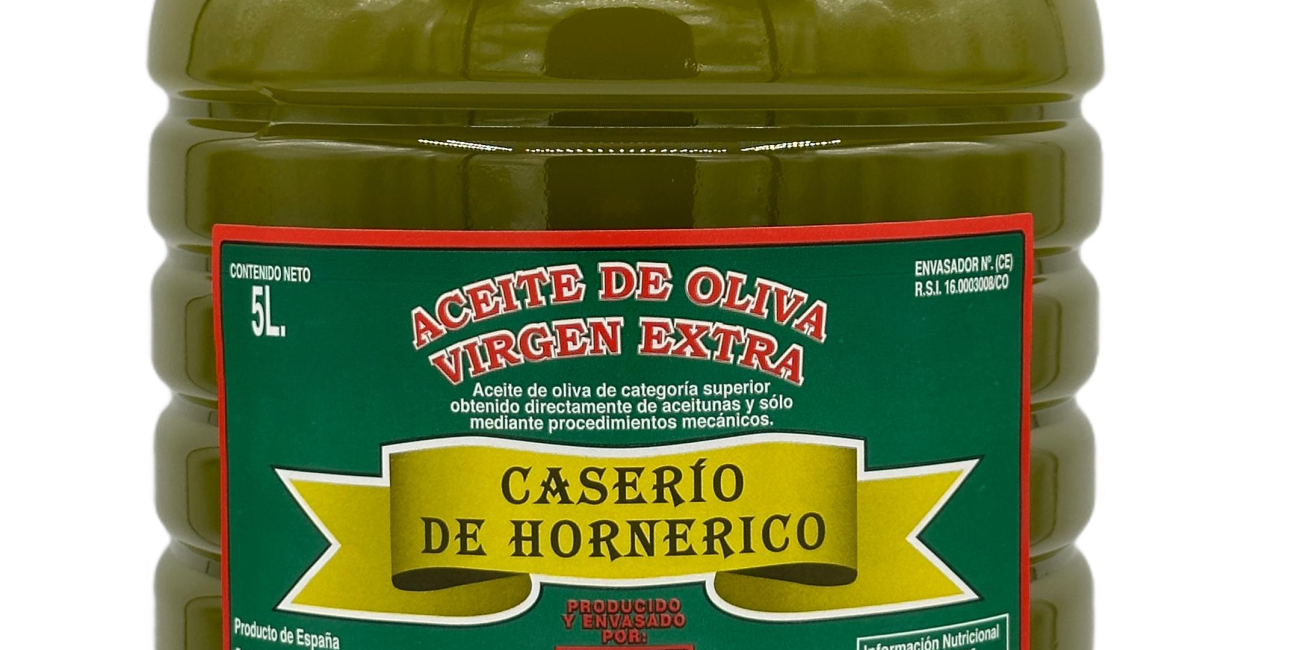 CONTENIDO NETO
5L.
ENVASADOR Nº. (CE)
R.S.I. 16.0003008/CO
ACEITE DE OLIVA
VIRGEN EXTRA
Aceite de oliva de categoría superior
obtenido directamente de aceitunas y sólo
mediante procedimientos mecánicos.
CASERÍO
DE HORNERICO
PRODUCIDO
Y ENVASADO
POR:
Producto de España
Información Nutricional